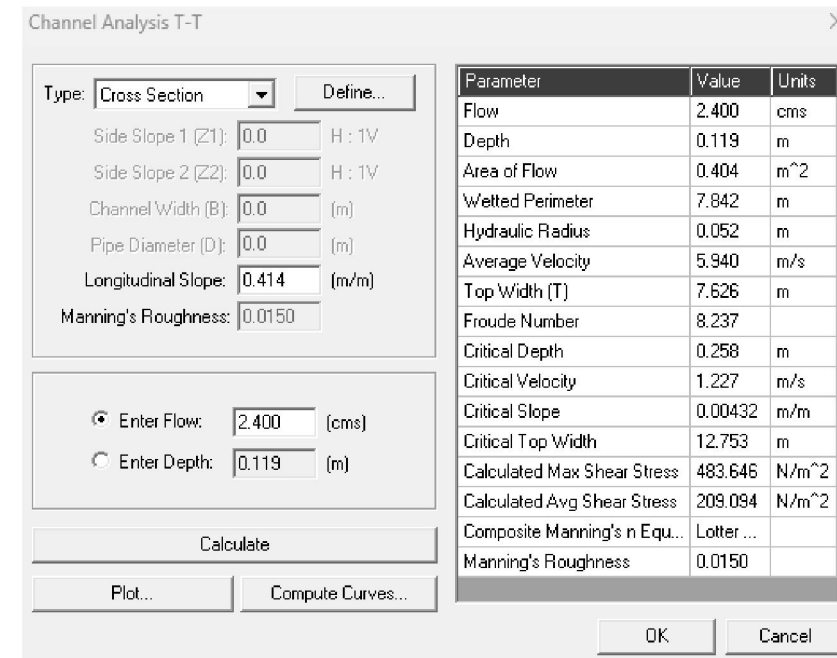 Channel Analysis T-T
Type: Cross Section Define...
Side Slope 1 (Z1): 0.0 H : 1V
Side Slope 2 (Z2): 0.0 H : 1V
Channel Width (B): 0.0 (m)
Pipe Diameter (D): 0.0 (m)
Longitudinal Slope: 0.414 (m/m)
Manning's Roughness: 0.0150
Enter Flow: 2.400 (cms)
Enter Depth: 0.119 (m)
Calculate
Plot... Compute Curves...
Parameter Value Units
Flow 2.400 cms
Depth 0.119 m
Area of Flow 0.404 m^2
Wetted Perimeter 7.842 m
Hydraulic Radius 0.052 m
Average Velocity 5.940 m/s
Top Width (T) 7.626 m
Froude Number 8.237
Critical Depth 0.258 m
Critical Velocity 1.227 m/s
Critical Slope 0.00432 m/m
Critical Top Width 12.753 m
Calculated Max Shear Stress 483.646 N/m^2
Calculated Avg Shear Stress 209.094 N/m^2
Composite Manning's n Equ... Lotter ...
Manning's Roughness 0.0150
OK Cancel